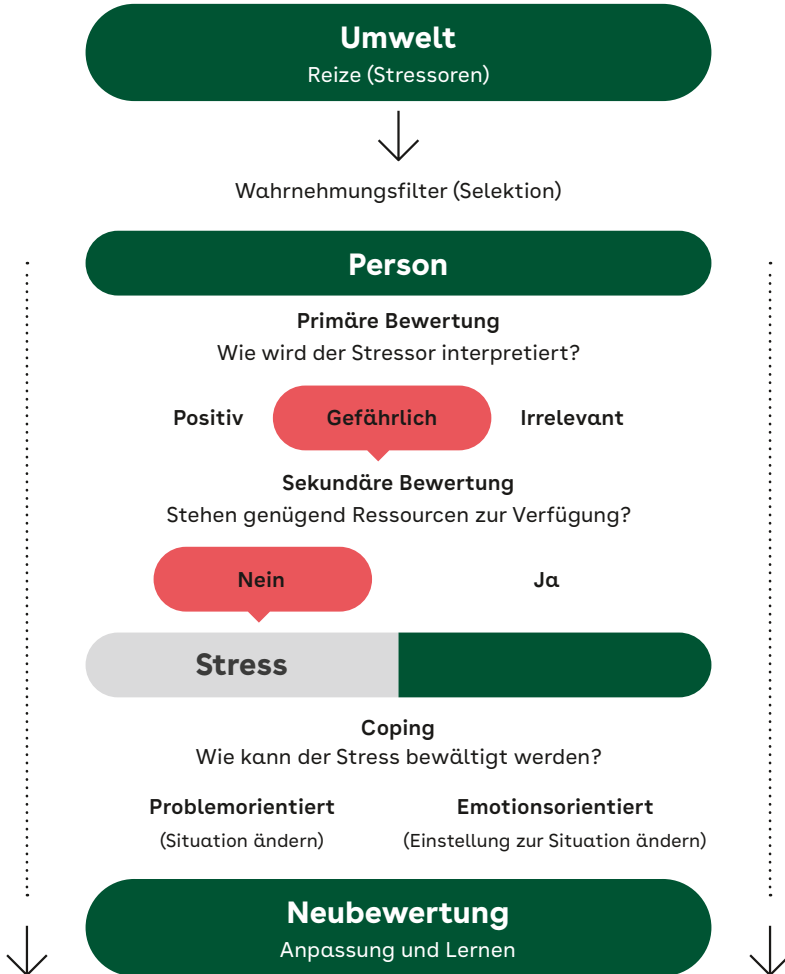 Umwelt
Reize (Stressoren)
Wahrnehmungsfilter (Selektion)
Person
Primäre Bewertung
Wie wird der Stressor interpretiert?
Positiv Gefährlich Irrelevant
Sekundäre Bewertung
Stehen genügend Ressourcen zur Verfügung?
Nein Ja
Stress
Coping
Wie kann der Stress bewältigt werden?
Problemorientiert Emotionsorientiert
(Situation ändern) (Einstellung zur Situation ändern)
Neubewertung
Anpassung und Lernen